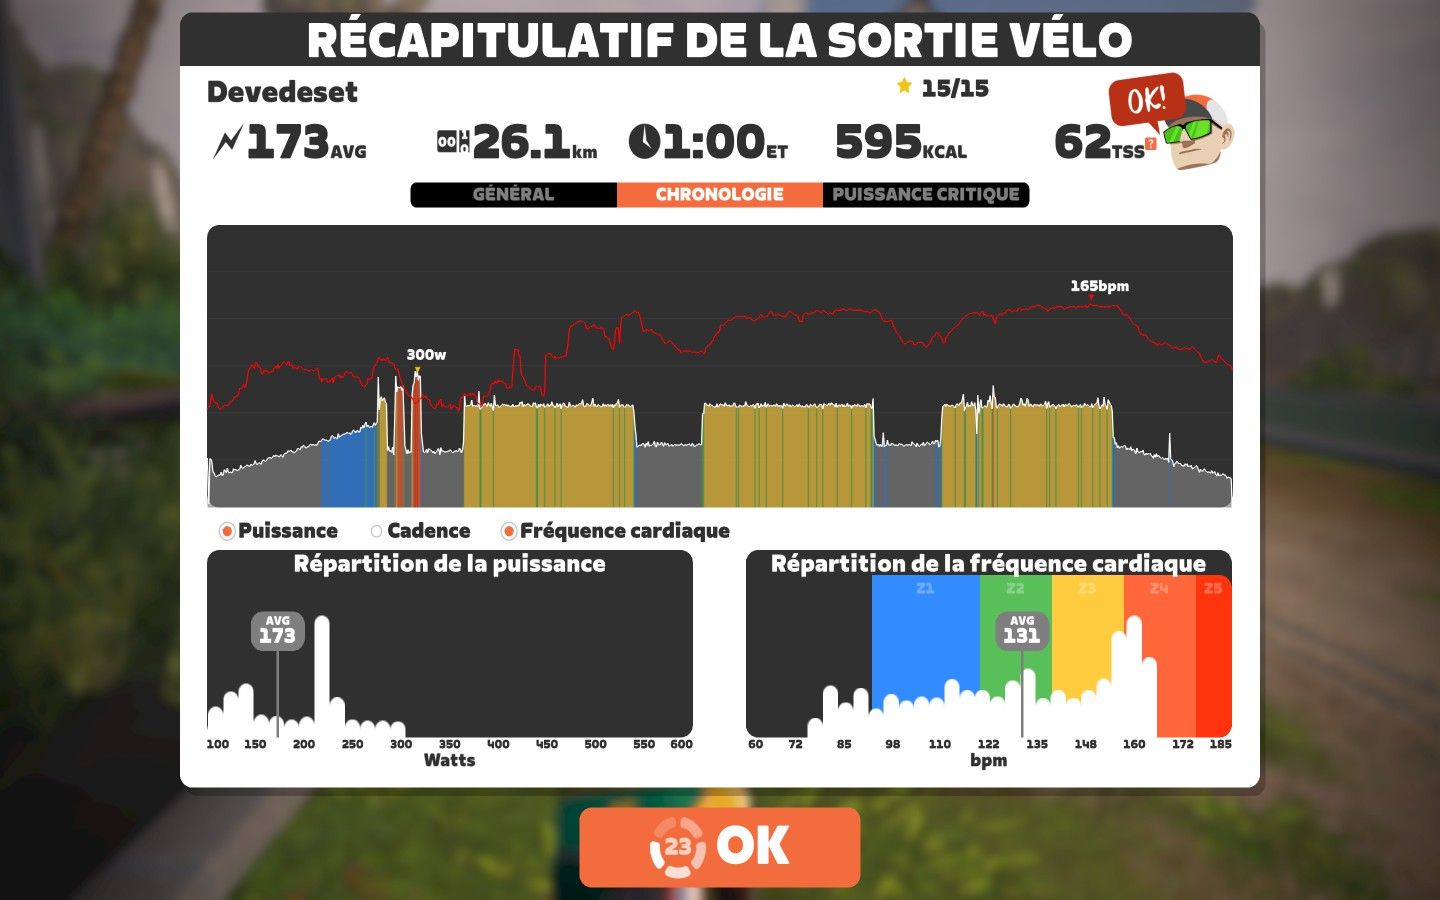 RÉCAPITULATIF DE LA SORTIE VÉLO
Devedeset
15/15
OK!
173AVG
26.1km
1:00ET
595KCAL
62TSS
?
GÉNÉRAL
CHRONOLOGIE
PUISSANCE CRITIQUE
165bpm
300w
Puissance
Cadence
Fréquence cardiaque
Répartition de la puissance
AVG
173
100 150 200 250 300 350 400 450 500 550 600
Watts
Répartition de la fréquence cardiaque
Z1 Z2 Z3 Z4 Z5
AVG
131
60 72 85 98 110 122 135 148 160 172 185
bpm
23 OK